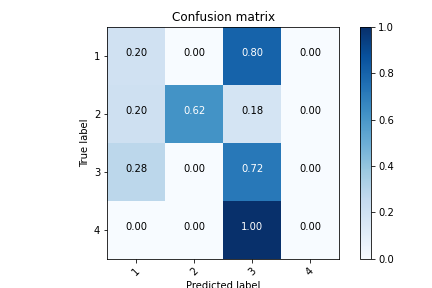 Confusion matrix
1.0
1 0.20 0.00 0.80 0.00
0.8
2 0.20 0.62 0.18 0.00
0.6
True label
0.4
3 0.28 0.00 0.72 0.00
0.2
4 0.00 0.00 1.00 0.00
0.0
1 2 3 4
Predicted label